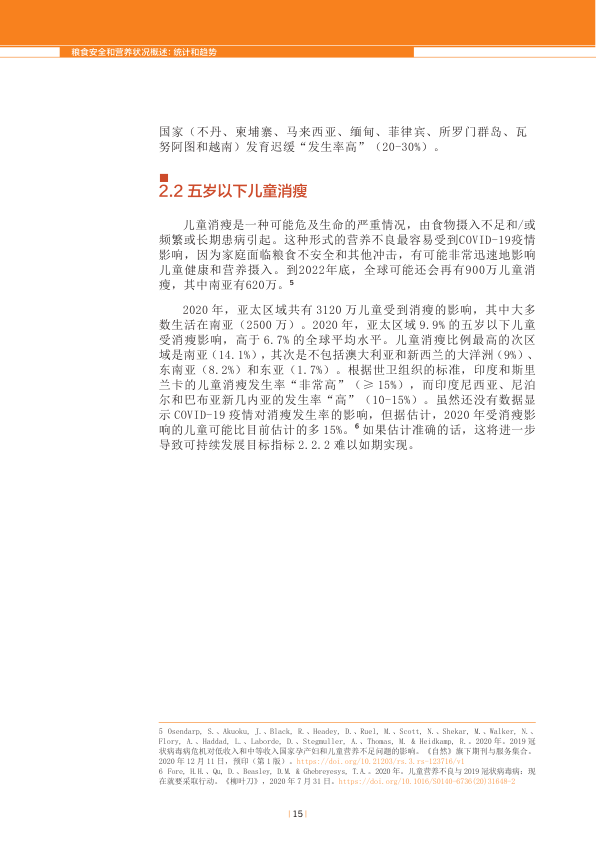 粮食安全和营养状况概述：统计和趋势
国家（不丹、柬埔寨、马来西亚、缅甸、菲律宾、所罗门群岛、瓦
努阿图和越南）发育迟缓“发生率高”（20-30%）。
2.2 五岁以下儿童消瘦
儿童消瘦是一种可能危及生命的严重情况，由食物摄入不足和/或
频繁或长期患病引起。这种形式的营养不良最容易受到COVID-19疫情
影响，因为家庭面临粮食不安全和其他冲击，有可能非常迅速地影响
儿童健康和营养摄入。到2022年底，全球可能还会再有900万儿童消
瘦，其中南亚有620万。5
2020 年，亚太区域共有 3120 万儿童受到消瘦的影响，其中大多
数生活在南亚（2500 万）。2020 年，亚太区域 9.9% 的五岁以下儿童
受消瘦影响，高于 6.7% 的全球平均水平。儿童消瘦比例最高的次区
域是南亚（14.1%），其次是不包括澳大利亚和新西兰的大洋洲（9%）、
东南亚（8.2%）和东亚（1.7%）。根据世卫组织的标准，印度和斯里
兰卡的儿童消瘦发生率“非常高”（≥ 15%），而印度尼西亚、尼泊
尔和巴布亚新几内亚的发生率“高”（10-15%）。虽然还没有数据显
示 COVID-19 疫情对消瘦发生率的影响，但据估计，2020 年受消瘦影
响的儿童可能比目前估计的多 15%。6 如果估计准确的话，这将进一步
导致可持续发展目标指标 2.2.2 难以如期实现。
5 Osendarp, S.、Akuoku, J.、Black, R.、Headey, D.、Ruel, M.、Scott, N.、Shekar, M.、Walker, N.、
Flory, A.、Haddad, L.、Laborde, D.、Stegmuller, A.、Thomas, M. & Heidkamp, R.。2020 年。2019 冠
状病毒病危机对低收入和中等收入国家孕产妇和儿童营养不足问题的影响。《自然》旗下期刊与服务集合。
2020 年 12 月 11 日，预印（第 1 版）。https://doi.org/10.21203/rs.3.rs-123716/v1
6 Fore, H.H.、Qu, D.、Beasley, D.M. & Ghebreyesys, T.A.。2020 年。儿童营养不良与 2019 冠状病毒病：现
在就要采取行动。《柳叶刀》，2020 年 7 月 31 日。https://doi.org/10.1016/S0140-6736(20)31648-2
| 15 |